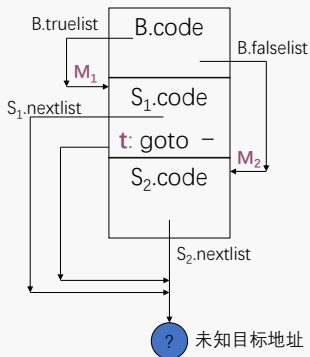 B.truelist
B.code
B.falselist
M₁
S₁.code
S₁.nextlist
t: goto –
M₂
S₂.code
S₂.nextlist
? 未知目标地址